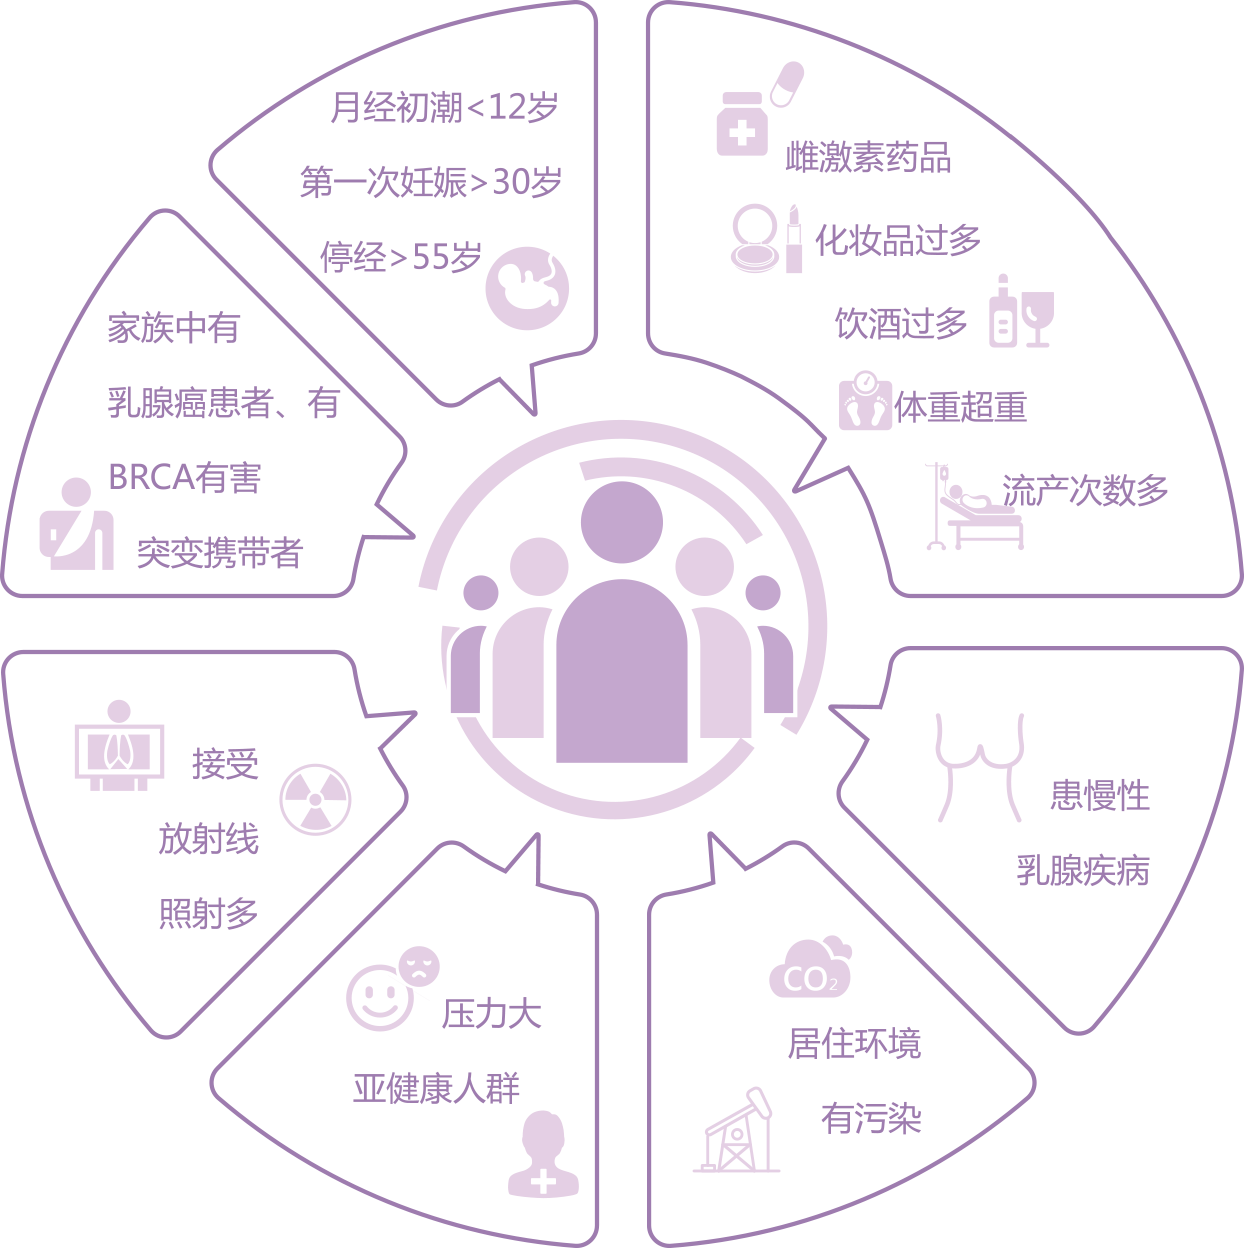 月经初潮<12岁
第一次妊娠>30岁
停经>55岁
雌激素药品
化妆品过多
饮酒过多
体重超重
流产次数多
家族中有
乳腺癌患者、有
BRCA有害
突变携带者
接受
放射线
照射多
患慢性
乳腺疾病
压力大
亚健康人群
CO2
居住环境
有污染